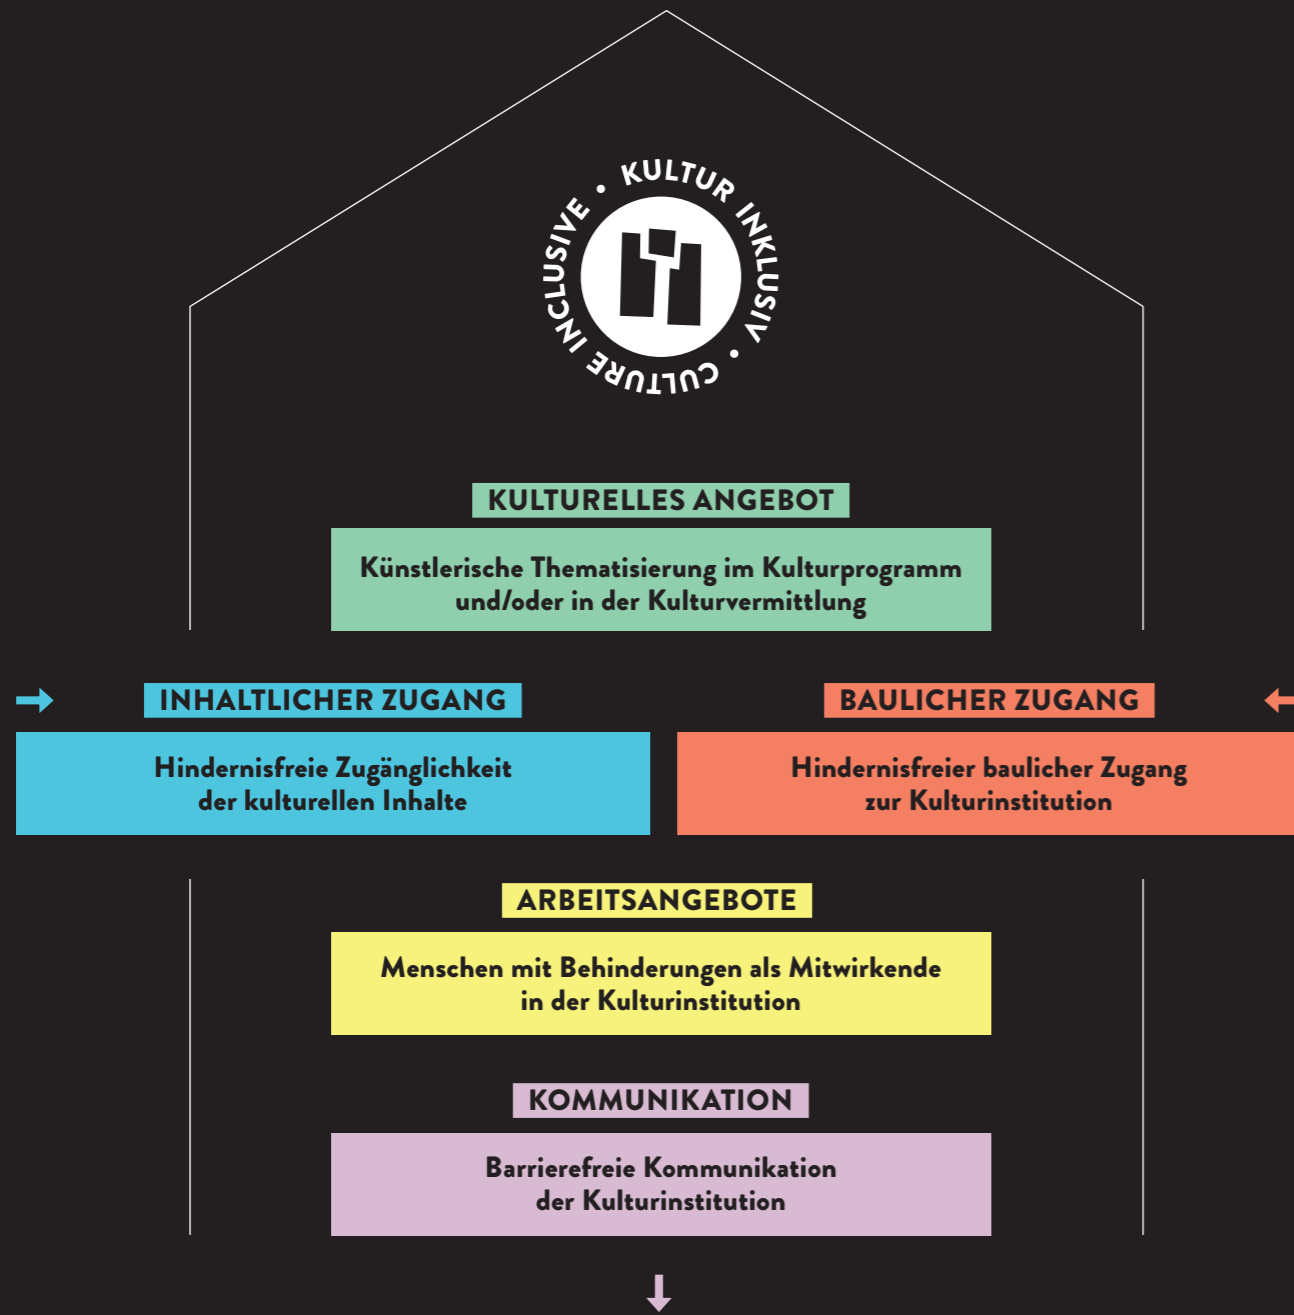 KULTUR INKLUSIV • CULTURE INCLUSIVE •
KULTURELLES ANGEBOT
Künstlerische Thematisierung im Kulturprogramm
und/oder in der Kulturvermittlung
INHALTLICHER ZUGANG
Hindernisfreie Zugänglichkeit
der kulturellen Inhalte
BAULICHER ZUGANG
Hindernisfreier baulicher Zugang
zur Kulturinstitution
ARBEITSANGEBOTE
Menschen mit Behinderungen als Mitwirkende
in der Kulturinstitution
KOMMUNIKATION
Barrierefreie Kommunikation
der Kulturinstitution